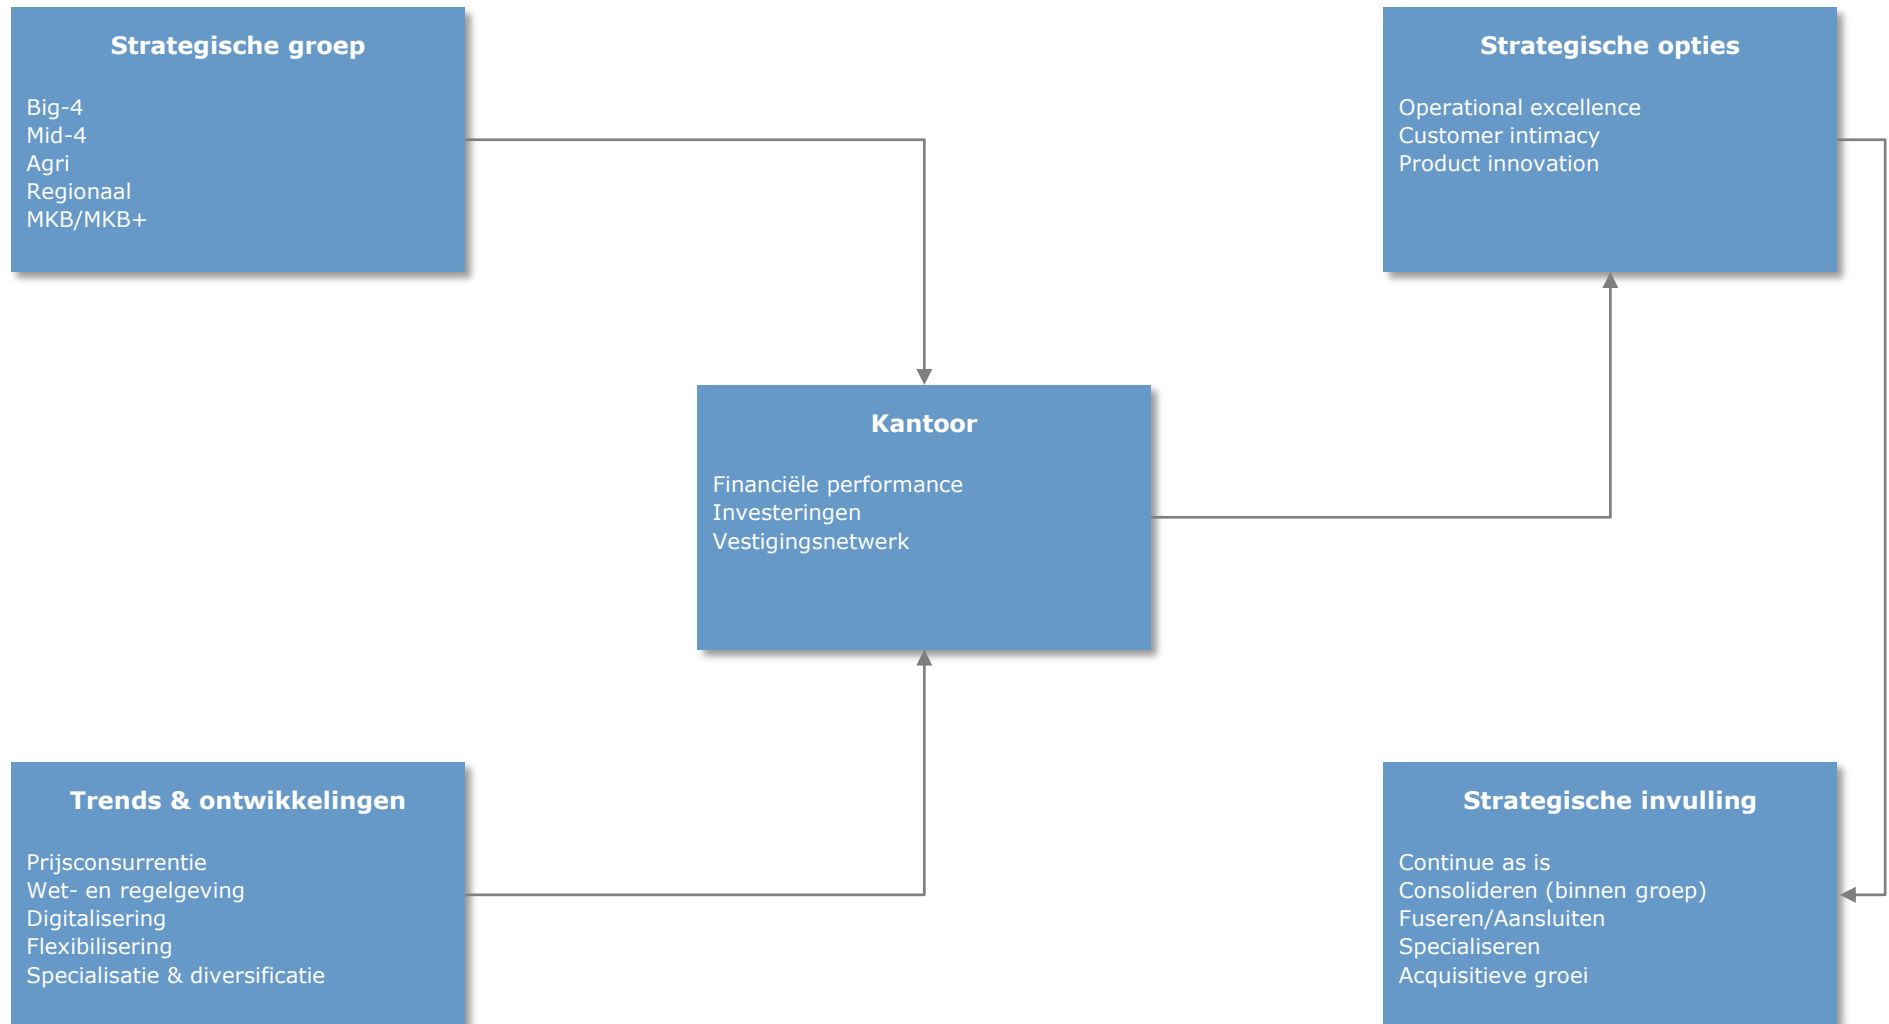 Strategische groep
Big-4
Mid-4
Agri
Regionaal
MKB/MKB+
Strategische opties
Operational excellence
Customer intimacy
Product innovation
Kantoor
Financiële performance
Investeringen
Vestigingsnetwerk
Trends & ontwikkelingen
Prijsconsurrentie
Wet- en regelgeving
Digitalisering
Flexibilisering
Specialisatie & diversificatie
Strategische invulling
Continue as is
Consolideren (binnen groep)
Fuseren/Aansluiten
Specialiseren
Acquisitieve groei